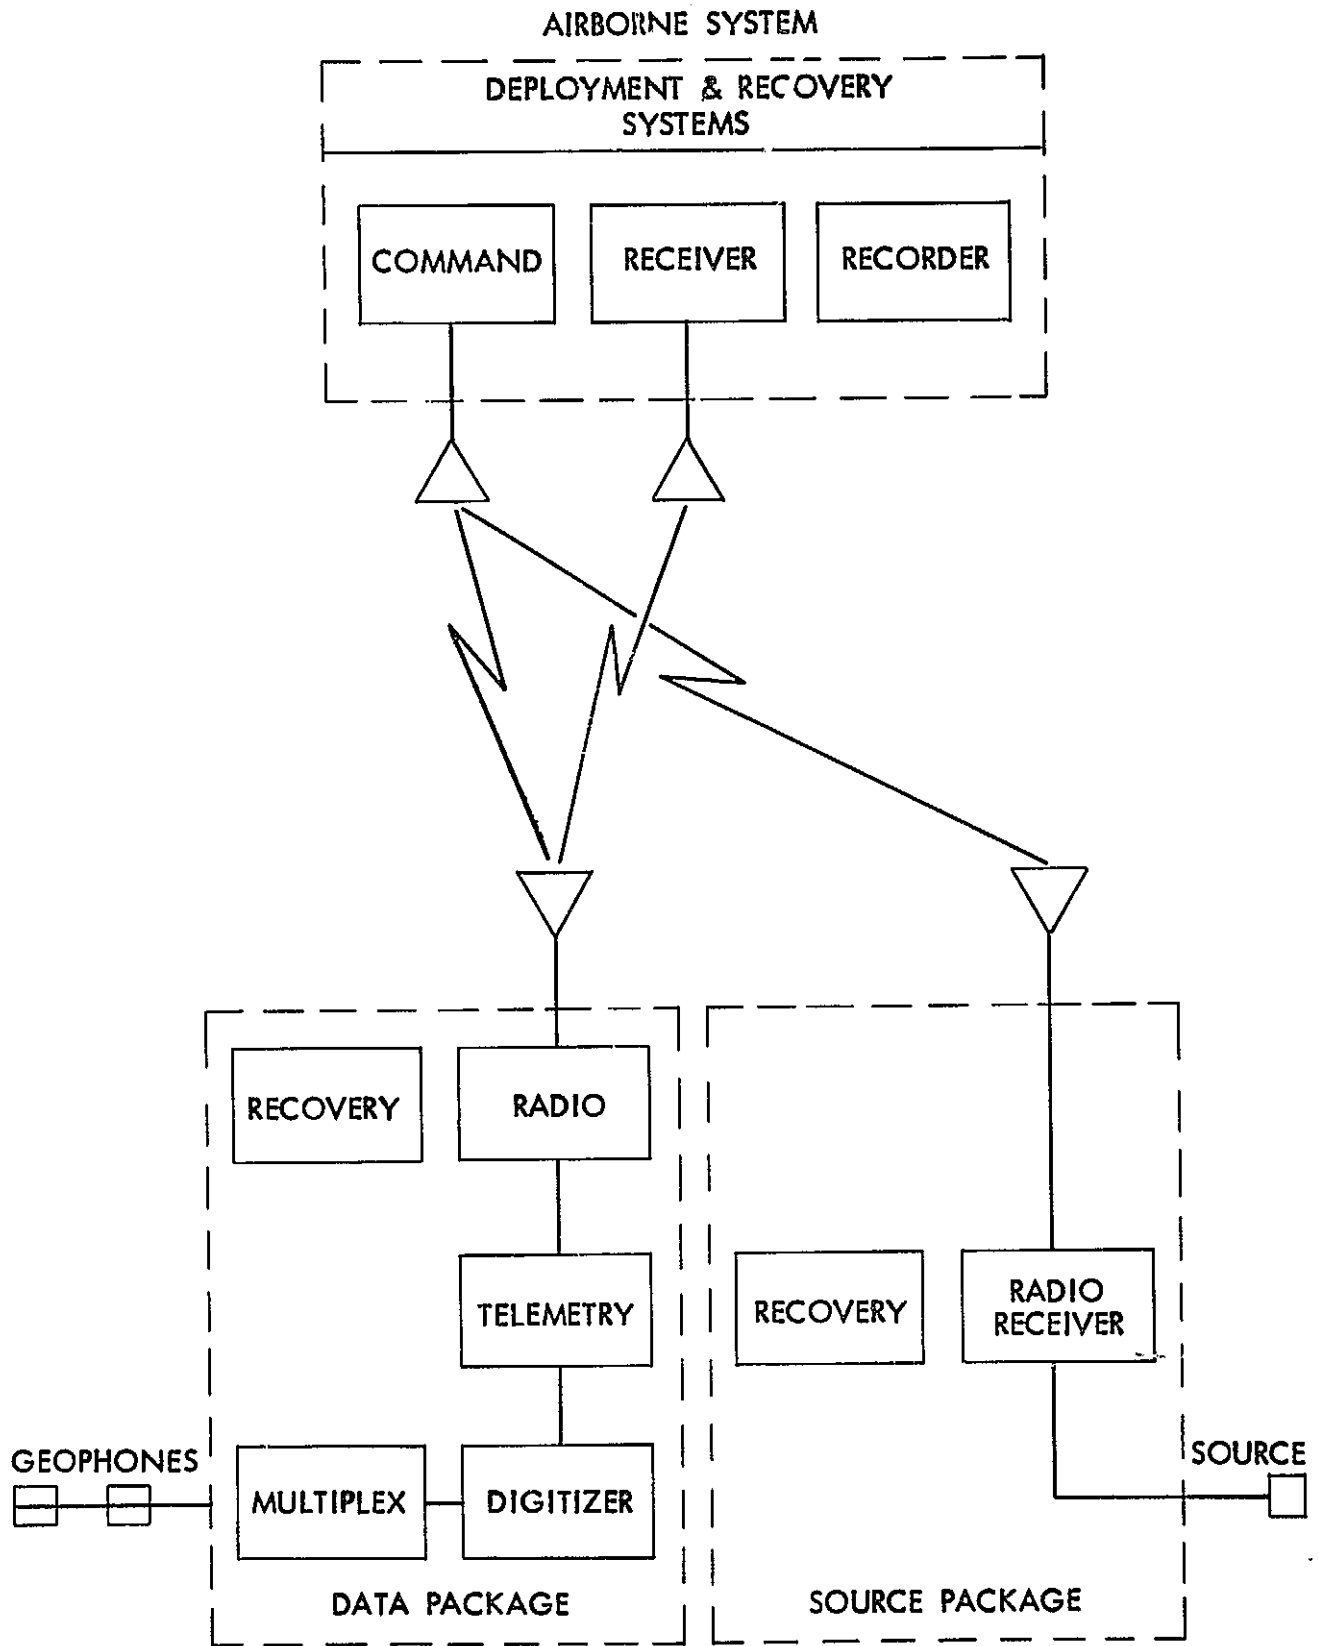 AIRBORNE SYSTEM
DEPLOYMENT & RECOVERY
SYSTEMS
COMMAND
RECEIVER
RECORDER
RECOVERY
RADIO
TELEMETRY
RECOVERY
RADIO
RECEIVER
GEOPHONES
MULTIPLEX
DIGITIZER
SOURCE
DATA PACKAGE
SOURCE PACKAGE